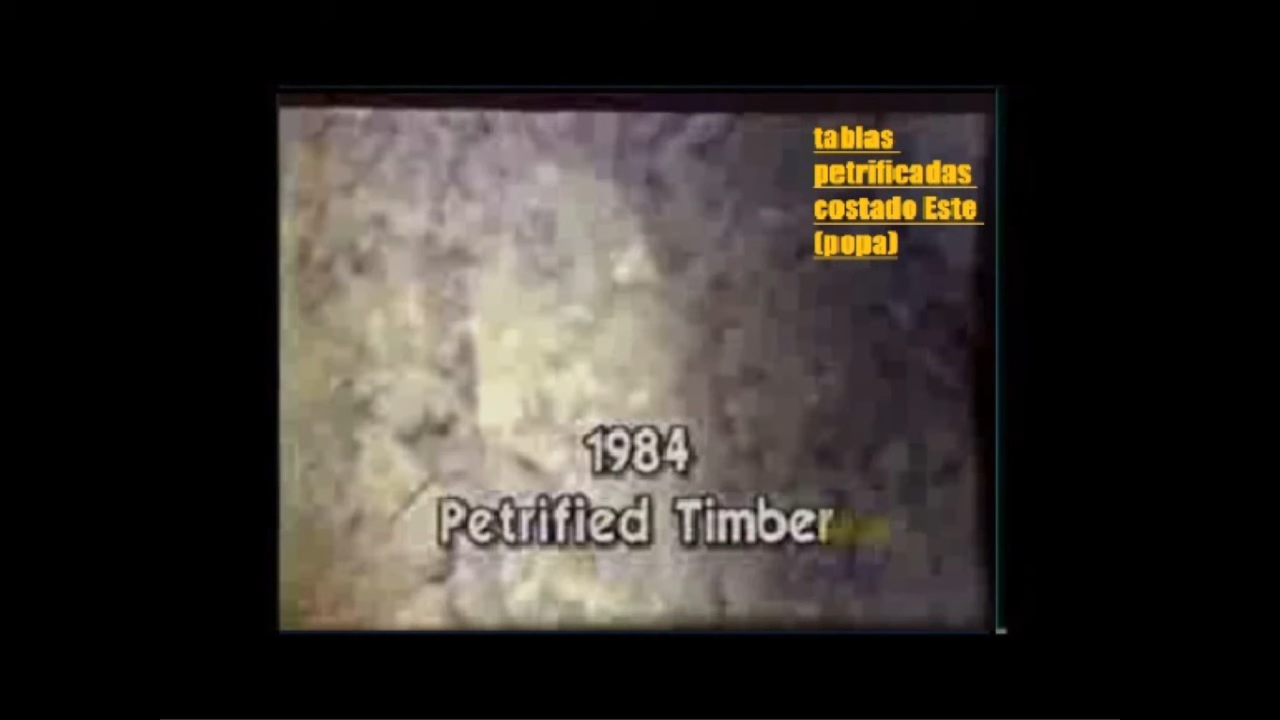 tablas
petrificadas
costado Este
(popa)
1984
Petrified Timber